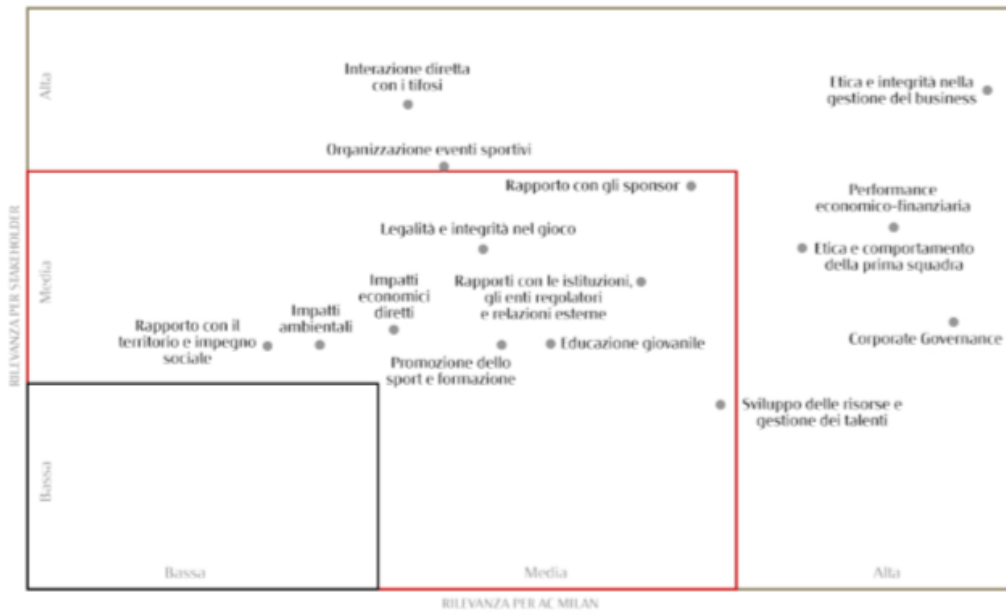 Alta
Interazione diretta
con i tifosi
Etica e integrità nella
gestione del business
Organizzazione eventi sportivi
Rapporto con gli sponsor
Performance
economico-finanziaria
Legalità e integrità nel gioco
Etica e comportamento
della prima squadra
RILEVANZA PER STAKEHOLDER
Media
Impatti
economici
diretti
Rapporti con le istituzioni,
gli enti regolatori
e relazioni esterne
Impatti
ambientali
Rapporto con il
territorio e impegno
sociale
Promozione dello
sport e formazione
Educazione giovanile
Corporate Governance
Sviluppo delle risorse e
gestione dei talenti
Bassa
Bassa
Media
Alta
RILEVANZA PER AC MILAN